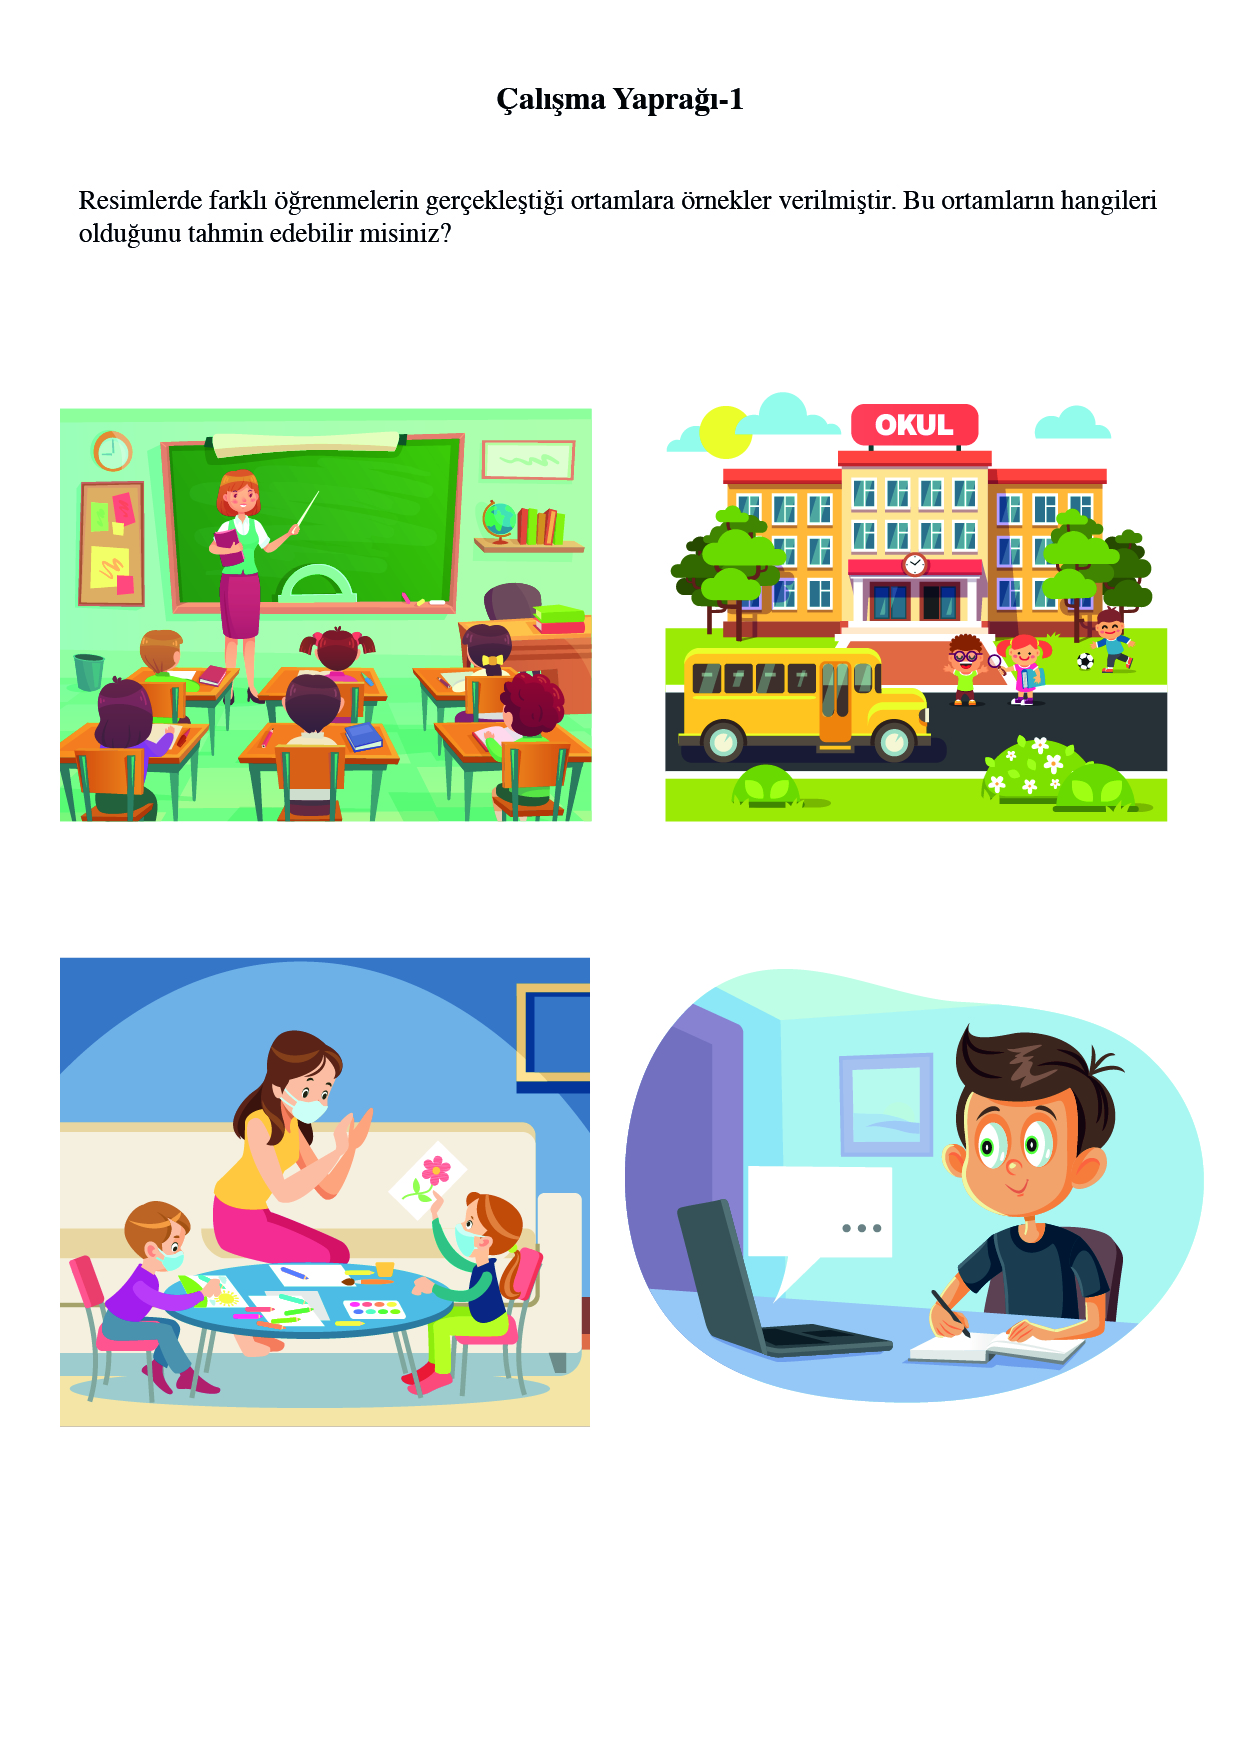 Çalışma Yaprağı-1
Resimlerde farklı öğrenmelerin gerçekleştiği ortamlara örnekler verilmiştir. Bu ortamların hangileri
olduğunu tahmin edebilir misiniz?
OKUL
...